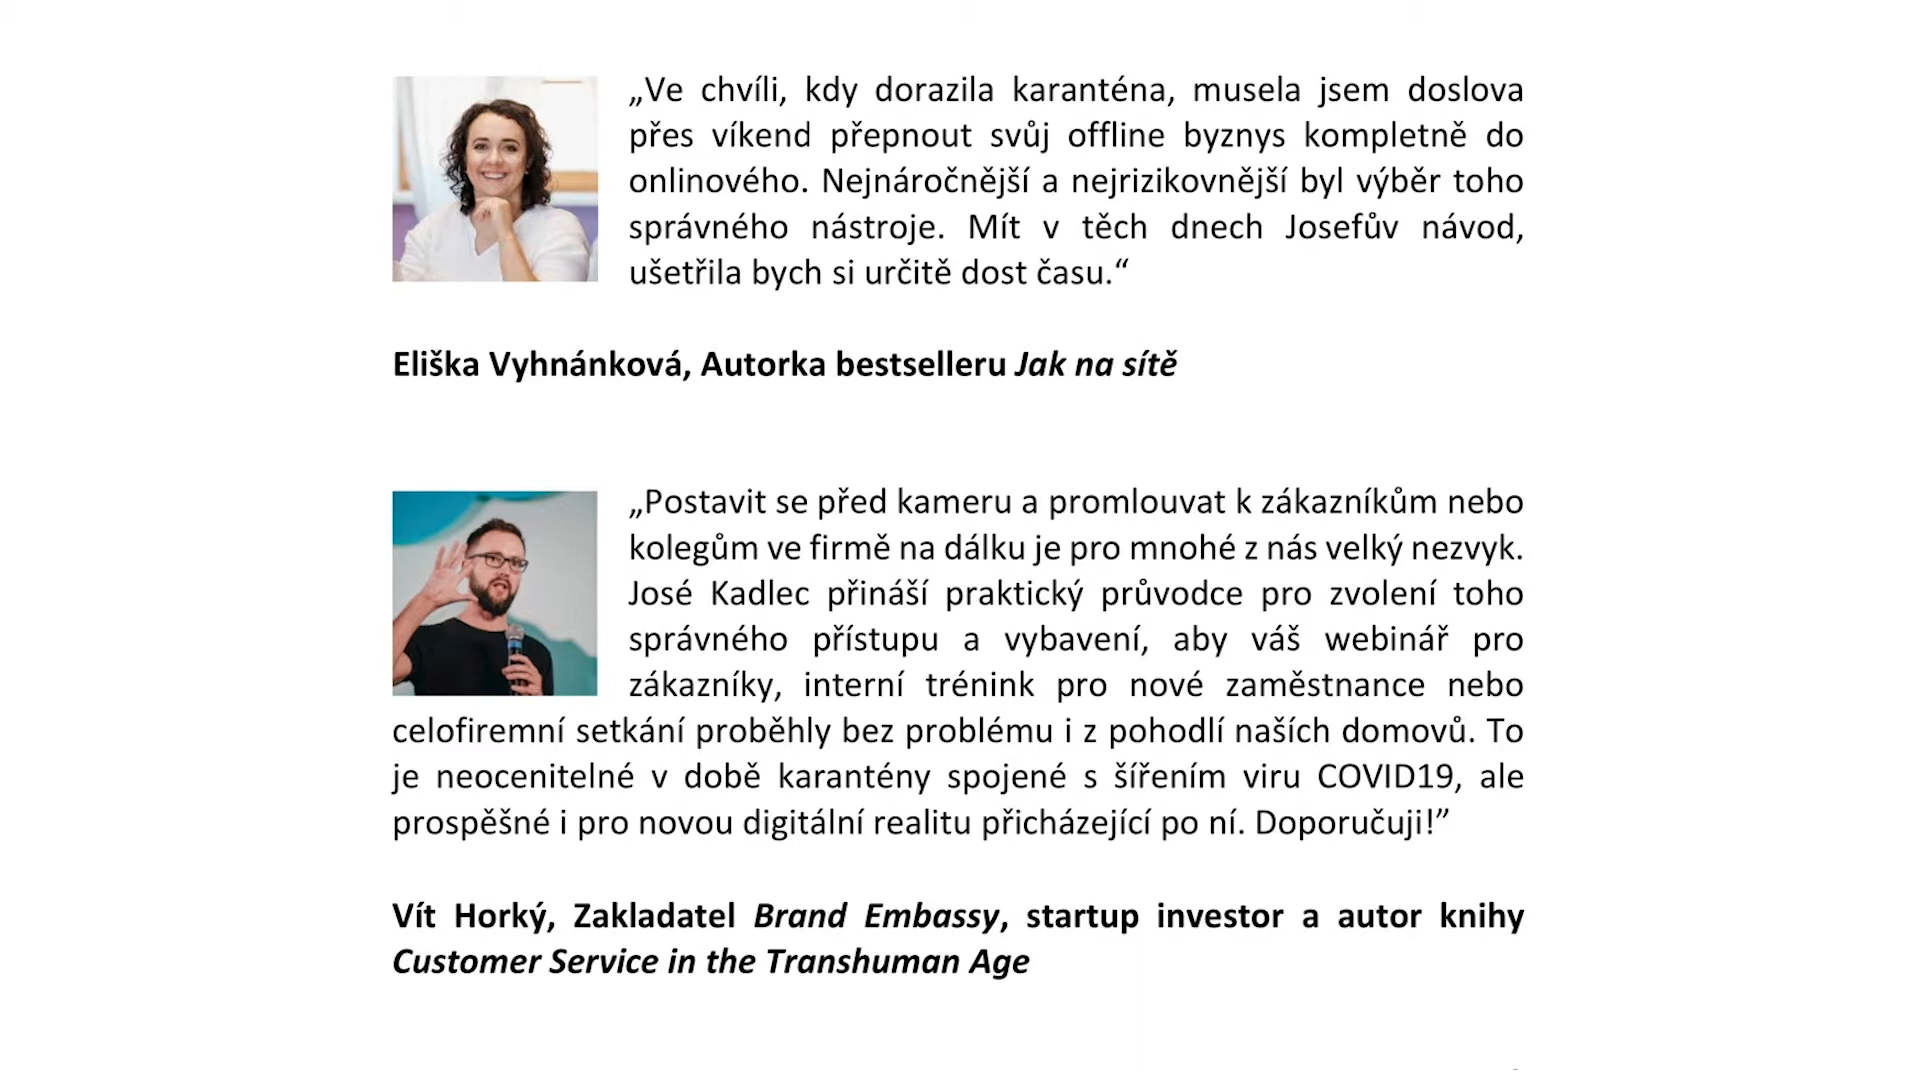 „Ve chvíli, kdy dorazila karanténa, musela jsem doslova
přes víkend přepnout svůj offline byznys kompletně do
onlinového. Nejnáročnější a nejrizikovnější byl výběr toho
správného nástroje. Mít v těch dnech Josefův návod,
ušetřila bych si určitě dost času.“
Eliška Vyhnánková, Autorka bestselleru Jak na sítě
„Postavit se před kameru a promlouvat k zákazníkům nebo
kolegům ve firmě na dálku je pro mnohé z nás velký nezvyk.
José Kadlec přináší praktický průvodce pro zvolení toho
správného přístupu a vybavení, aby váš webinář pro
zákazníky, interní trénink pro nové zaměstnance nebo
celofiremní setkání proběhly bez problému i z pohodlí naších domovů. To
je neocenitelné v době karantény spojené s šířením viru COVID19, ale
prospěšné i pro novou digitální realitu přicházející po ní. Doporučuji!”
Vít Horký, Zakladatel Brand Embassy, startup investor a autor knihy
Customer Service in the Transhuman Age